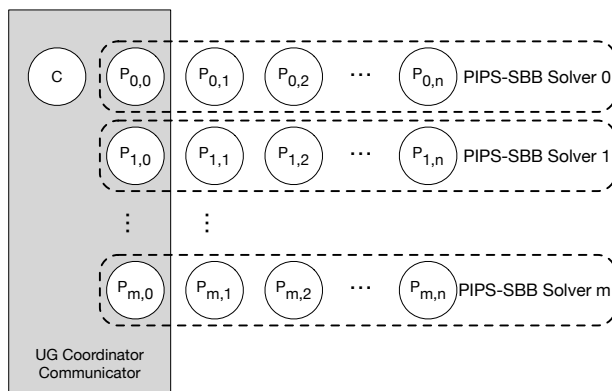 C P0,0 P0,1 P0,2 ... P0,n PIPS-SBB Solver 0
P1,0 P1,1 P1,2 ... P1,n PIPS-SBB Solver 1
... ...
Pm,0 Pm,1 Pm,2 ... Pm,n PIPS-SBB Solver m
UG Coordinator
Communicator